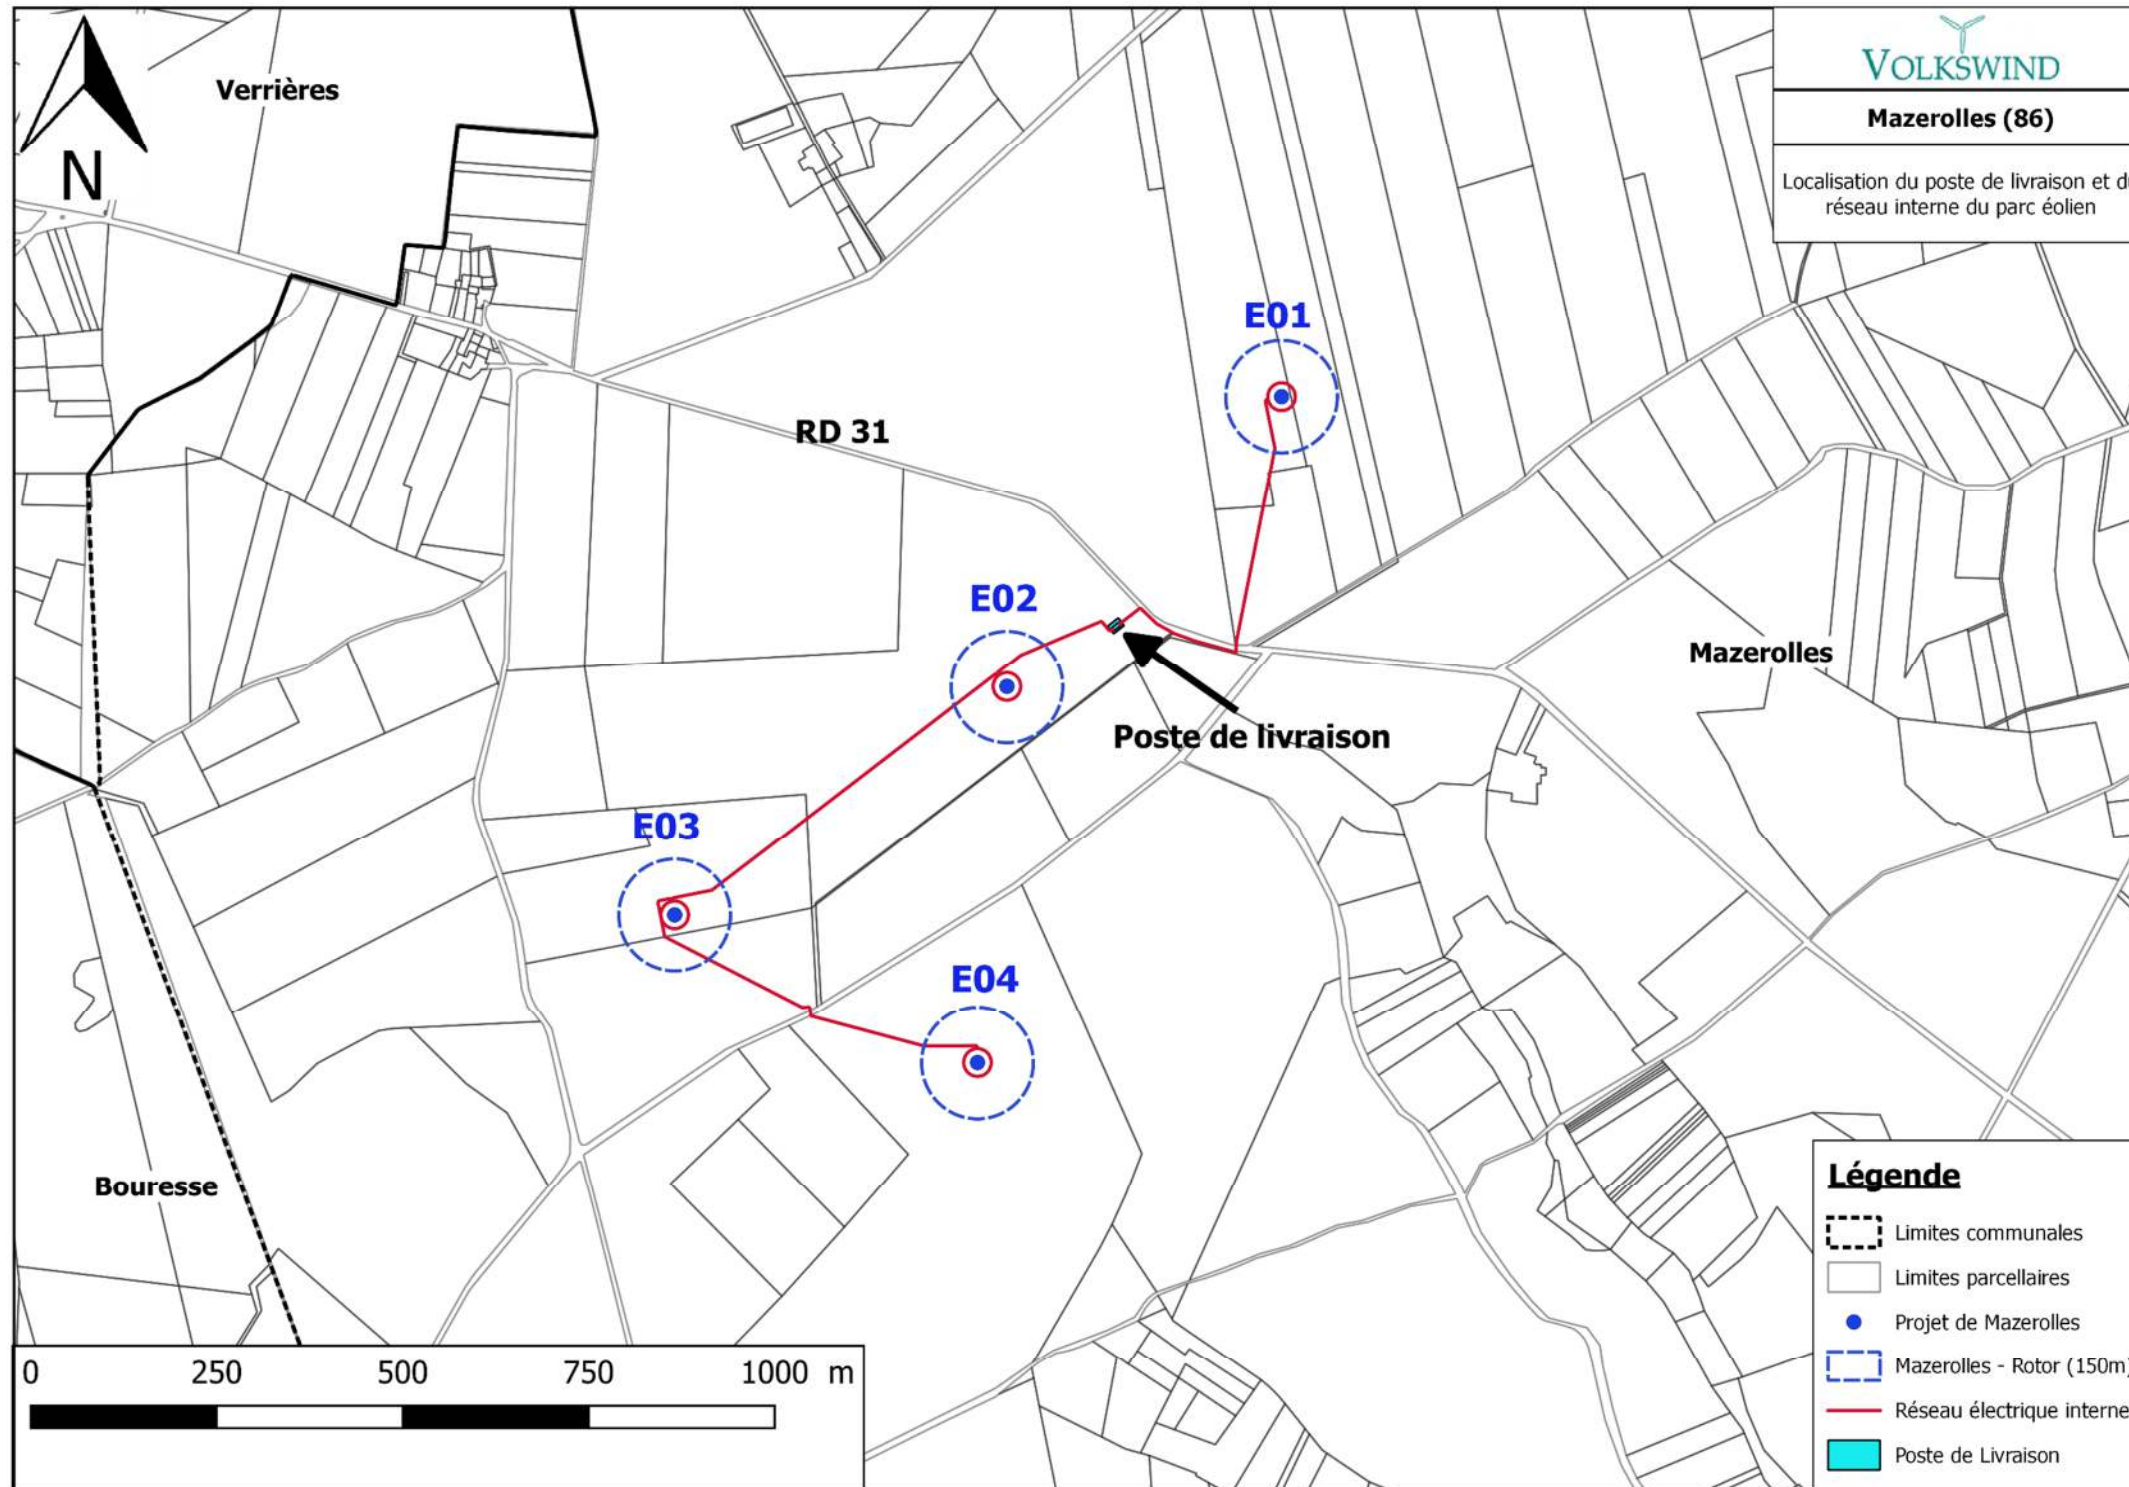 VOLKSWIND
Mazerolles (86)
Localisation du poste de livraison et du
réseau interne du parc éolien
N
Verrières
RD 31
E01
E02
Mazerolles
Poste de livraison
E03
E04
Bouresse
0 250 500 750 1000 m
Légende
Limites communales
Limites parcellaires
Projet de Mazerolles
Mazerolles - Rotor (150m)
Réseau électrique interne
Poste de Livraison